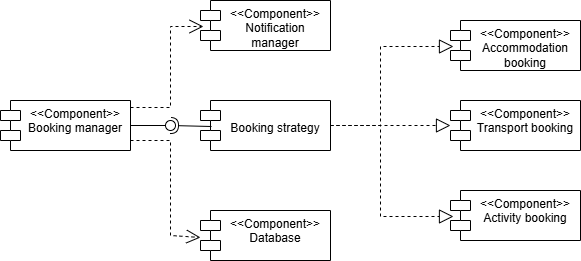 <<Component>>
Notification
manager
<<Component>>
Accommodation
booking
<<Component>>
Booking manager
Booking strategy
<<Component>>
Transport booking
<<Component>>
Activity booking
<<Component>>
Database